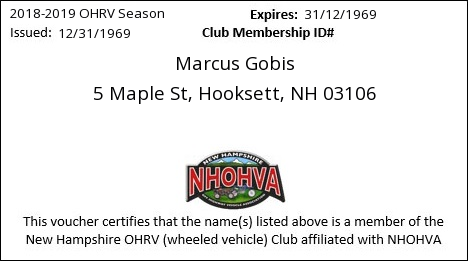 2018-2019 OHRV Season Expires: 31/12/1969
Issued: 12/31/1969 Club Membership ID#
Marcus Gobis
5 Maple St, Hooksett, NH 03106
NEW HAMPSHIRE
NHOHVA
This voucher certifies that the name(s) listed above is a member of the
New Hampshire OHRV (wheeled vehicle) Club affiliated with NHOHVA